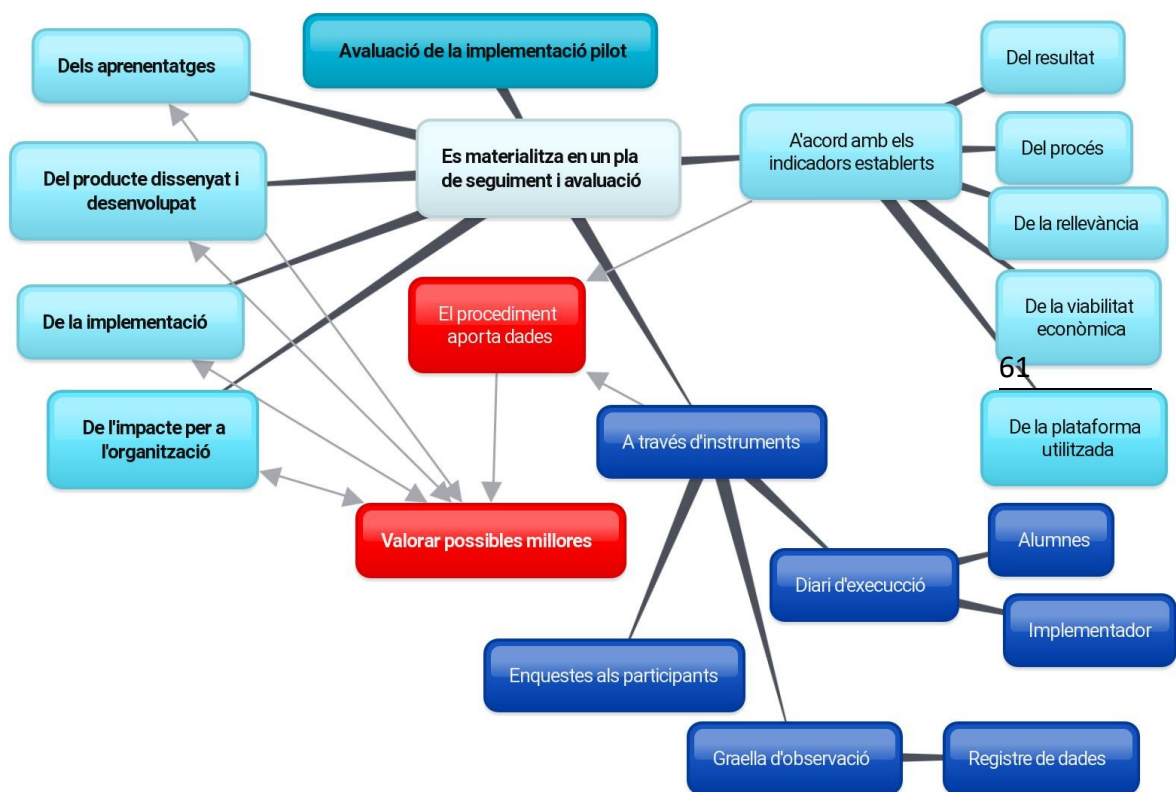 Avaluació de la implementació pilot
Dels aprenentatges
Es materialitza en un pla
de seguiment i avaluació
Del producte dissenyat i
desenvolupat
De la implementació
De l'impacte per a
l'organització
A'acord amb els
indicadors establerts
Del resultat
Del procés
De la rellevància
De la viabilitat
econòmica
61
De la plataforma
utilitzada
El procediment
aporta dades
Valorar possibles millores
A través d'instruments
Diari d'execucció
Alumnes
Implementador
Enquestes als participants
Graella d'observació
Registre de dades